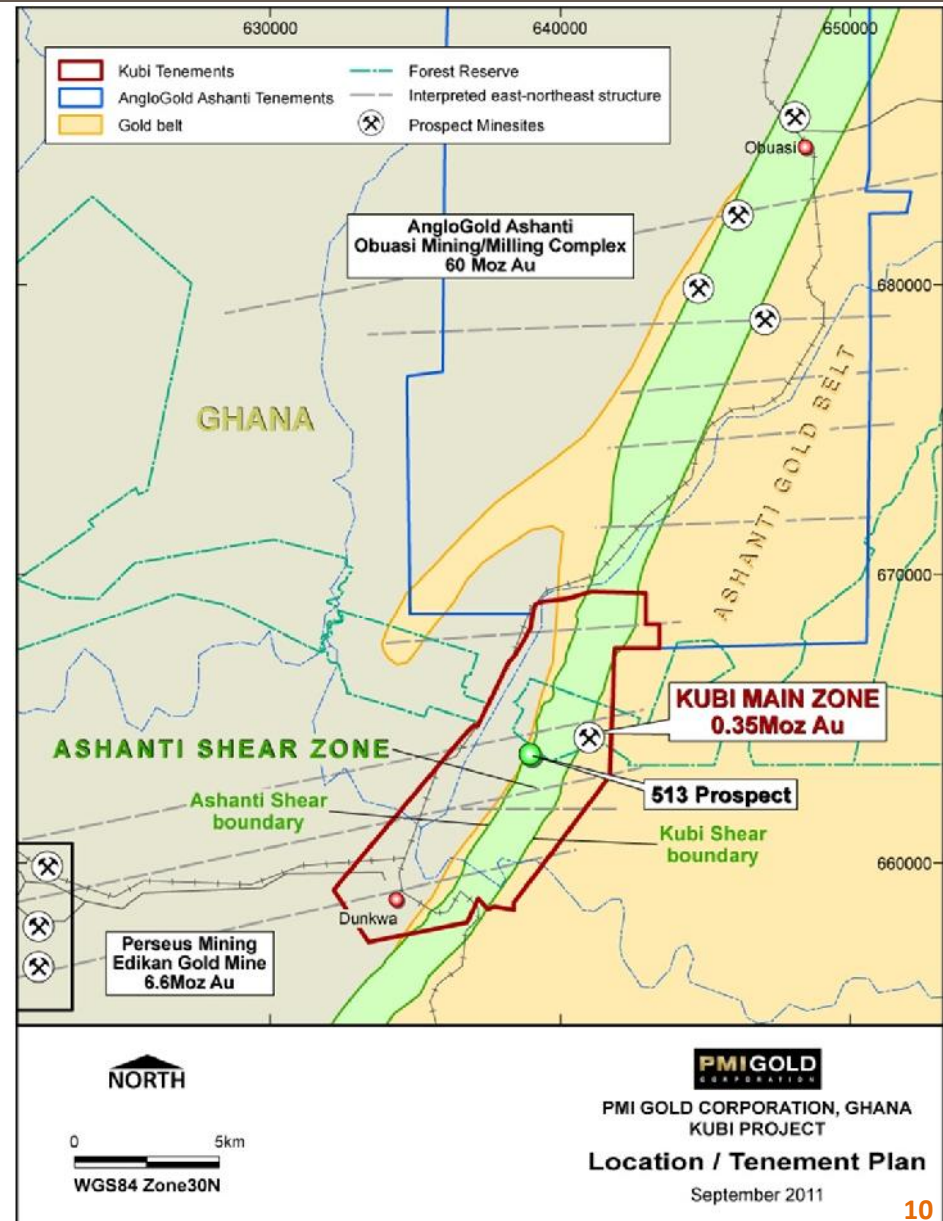 630000
640000
650000
Kubi Tenements
AngloGold Ashanti Tenements
Gold belt
Forest Reserve
Interpreted east-northeast structure
Prospect Minesites
Obuasi
AngloGold Ashanti
Obuasi Mining/Milling Complex
60 Moz Au
680000
GHANA
ASHANTI GOLD BELT
670000
KUBI MAIN ZONE
0.35Moz Au
ASHANTI SHEAR ZONE
513 Prospect
Ashanti Shear
boundary
Kubi Shear
boundary
660000
Dunkwa
Perseus Mining
Edikan Gold Mine
6.6Moz Au
NORTH
0 5km
WGS84 Zone30N
PMIGOLD
CORPORATION
PMI GOLD CORPORATION, GHANA
KUBI PROJECT
Location / Tenement Plan
September 2011
10